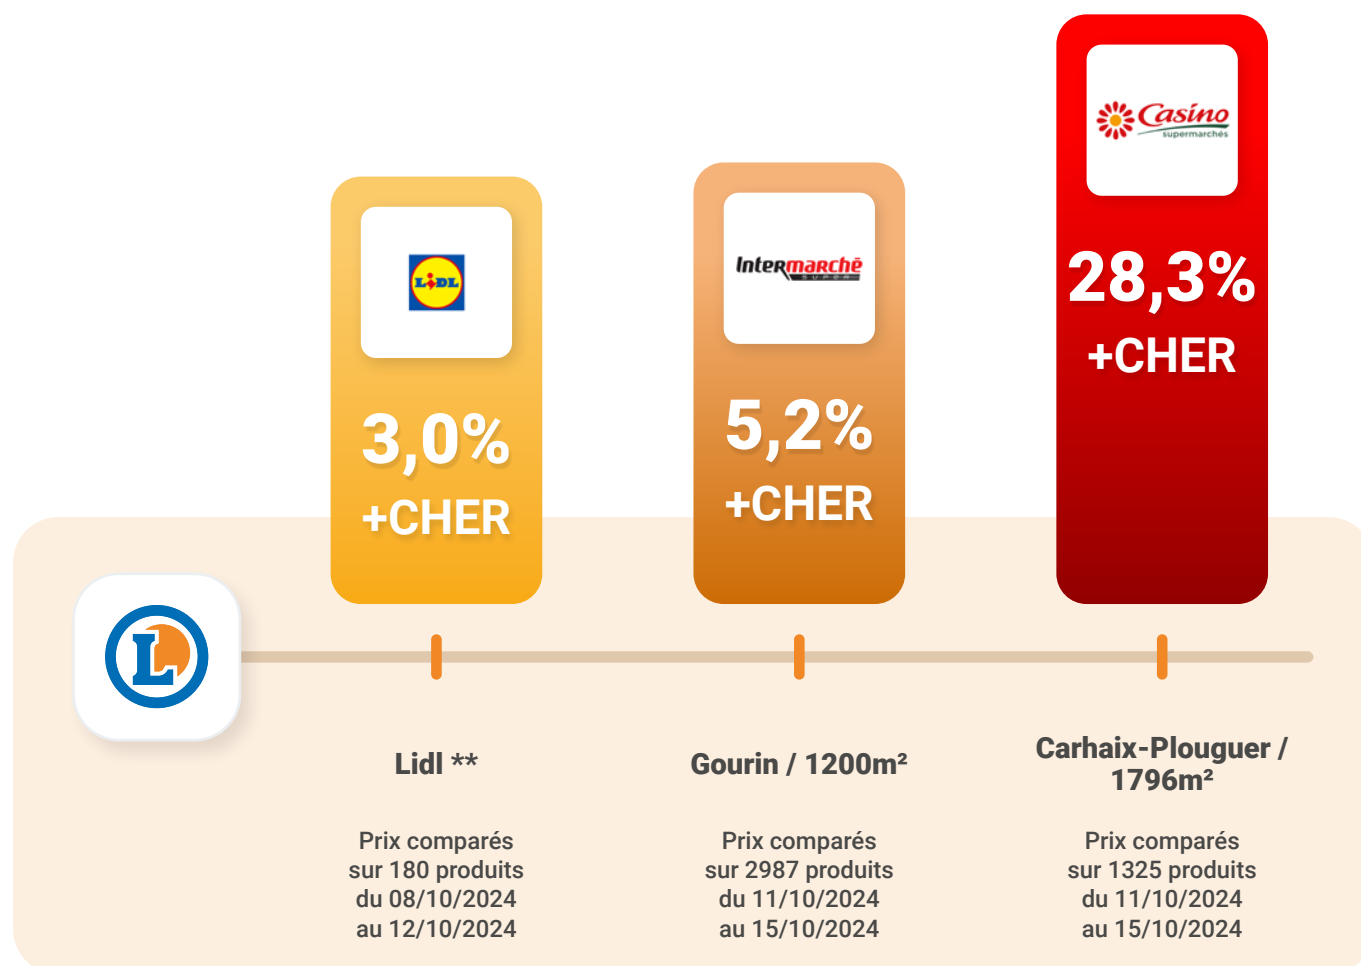 LIDL
3,0%
+CHER
Intermarché
SUPER
5,2%
+CHER
Casino
supermarchés
28,3%
+CHER
L
Lidl **
Prix comparés
sur 180 produits
du 08/10/2024
au 12/10/2024
Gourin / 1200m²
Prix comparés
sur 2987 produits
du 11/10/2024
au 15/10/2024
Carhaix-Plouguer /
1796m²
Prix comparés
sur 1325 produits
du 11/10/2024
au 15/10/2024